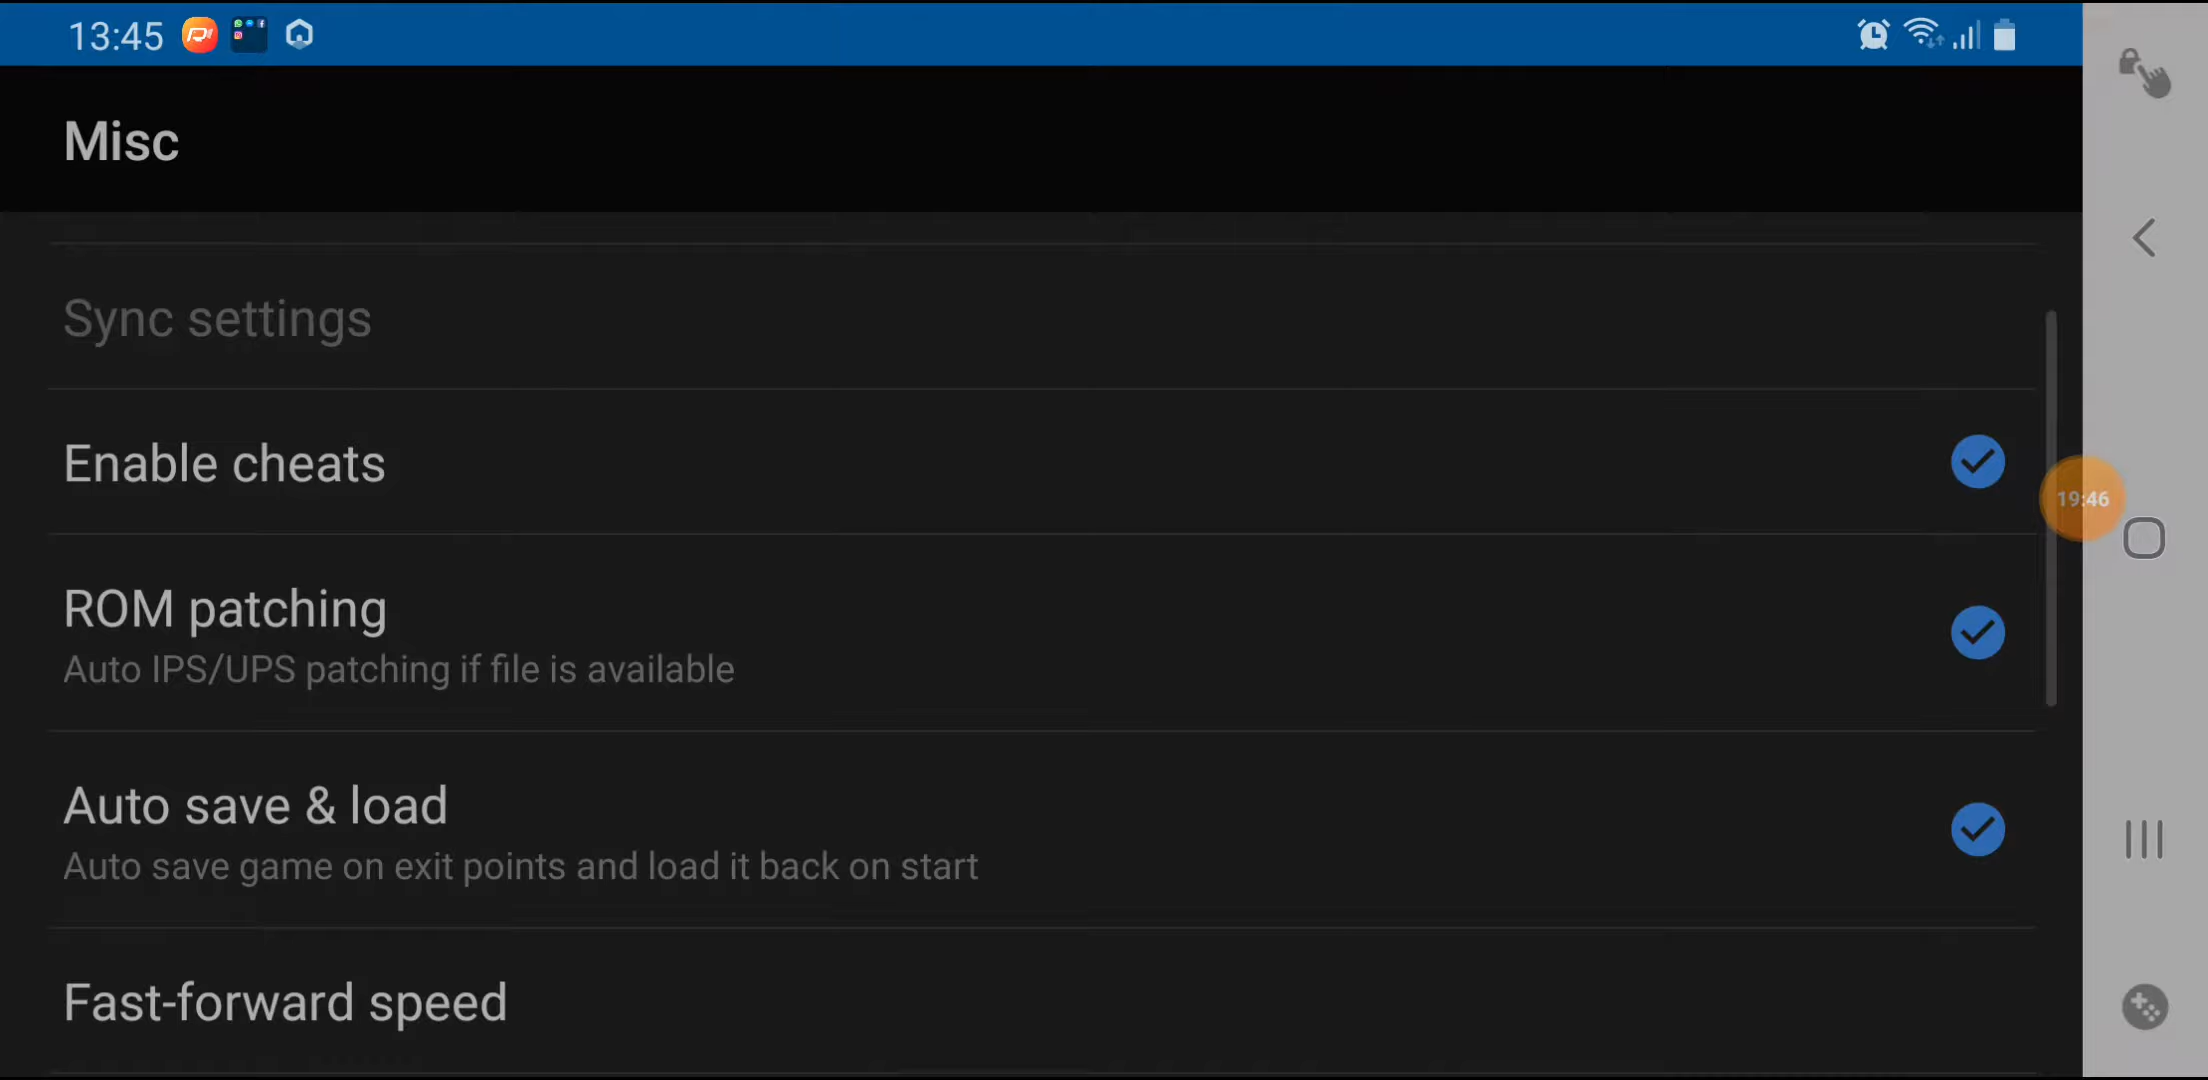 13:45
Misc
Sync settings
Enable cheats
19:46
ROM patching
Auto IPS/UPS patching if file is available
Auto save & load
Auto save game on exit points and load it back on start
Fast-forward speed